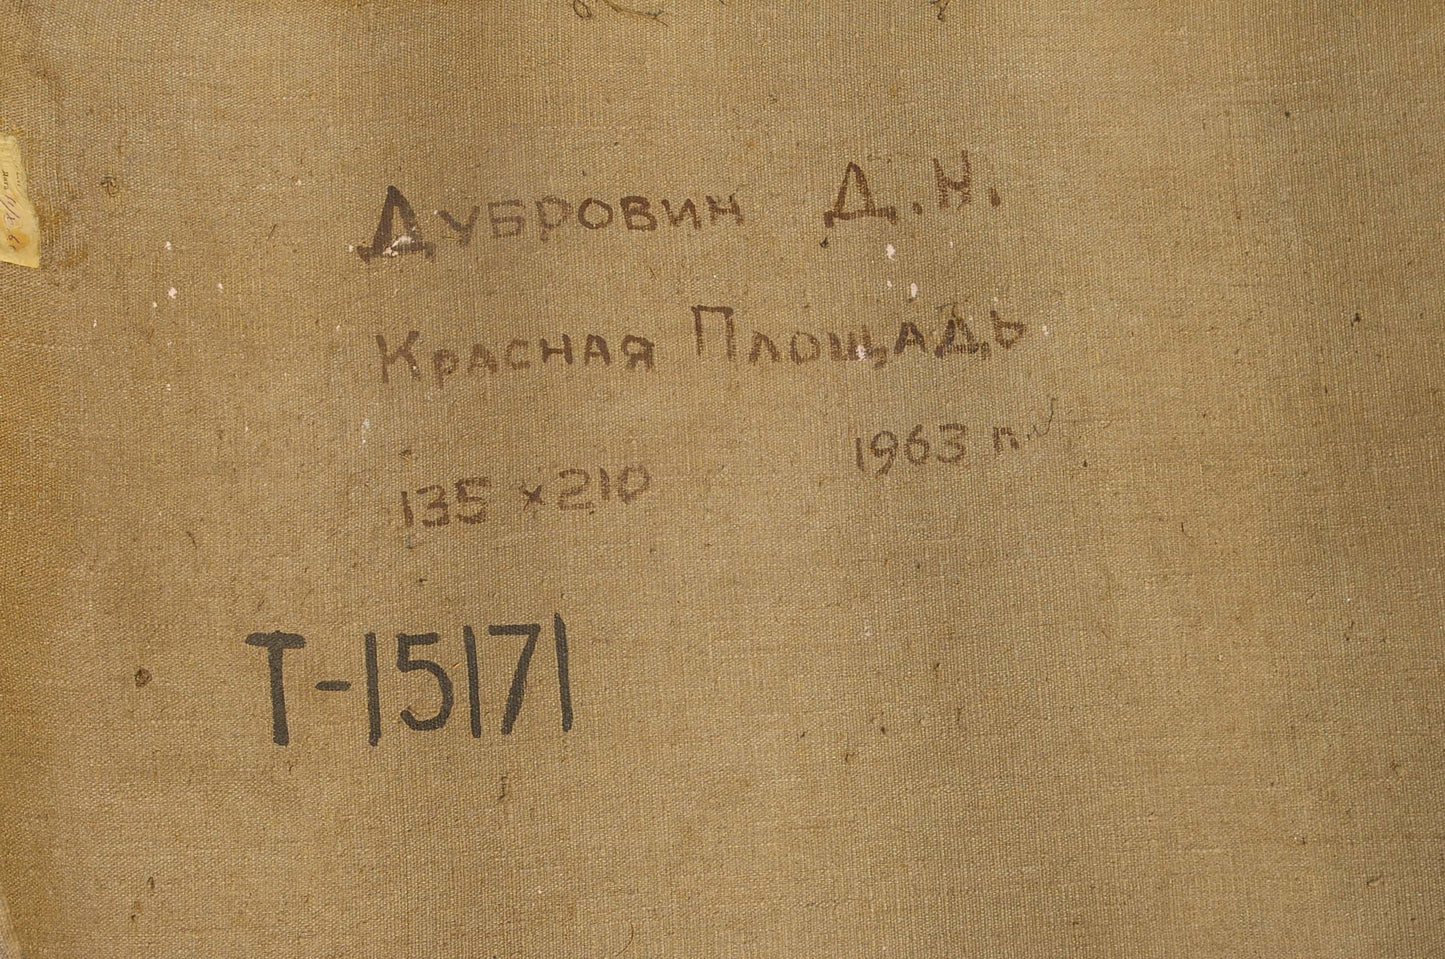 Дубровин Д.Н.
Красная Площадь
135 x 210 1963 г.
Т-15171